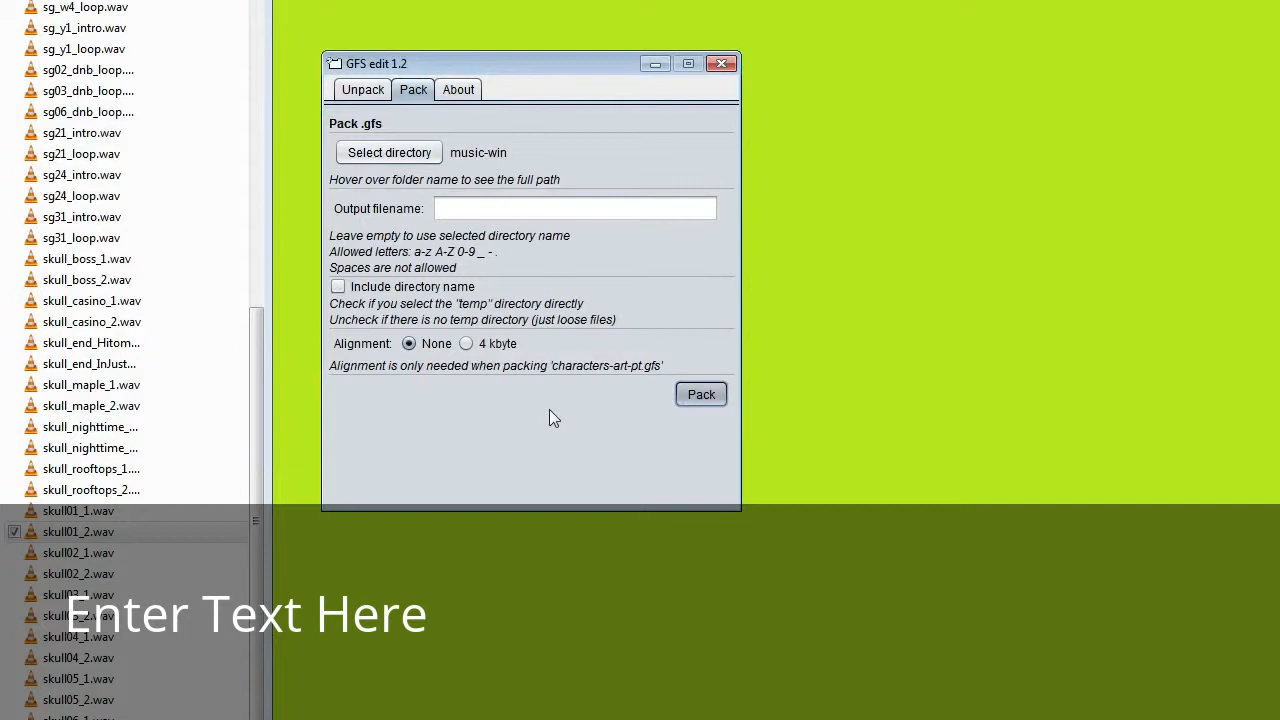 sg_w4_loop.wav
sg_y1_intro.wav
sg_y1_loop.wav
sg02_dnb_loop....
sg03_dnb_loop....
sg06_dnb_loop....
sg21_intro.wav
sg21_loop.wav
sg24_intro.wav
sg24_loop.wav
sg31_intro.wav
sg31_loop.wav
skull_boss_1.wav
skull_boss_2.wav
skull_casino_1.wav
skull_casino_2.wav
skull_end_Hitom...
skull_end_InJust...
skull_maple_1.wav
skull_maple_2.wav
skull_nighttime_...
skull_nighttime_...
skull_rooftops_1....
skull_rooftops_2....
skull01_1.wav
skull01_2.wav
skull02_1.wav
skull02_2.wav
skull03_1.wav
skull04_1.wav
skull04_2.wav
skull05_1.wav
skull05_2.wav
GFS edit 1.2
Unpack Pack About
Pack .gfs
Select directory music-win
Hover over folder name to see the full path
Output filename:
Leave empty to use selected directory name
Allowed letters: a-z A-Z 0-9 _ - .
Spaces are not allowed
Include directory name
Check if you select the "temp" directory directly
Uncheck if there is no temp directory (just loose files)
Alignment: None 4 kbyte
Alignment is only needed when packing 'characters-art-pt.gfs'
Pack
Enter Text Here